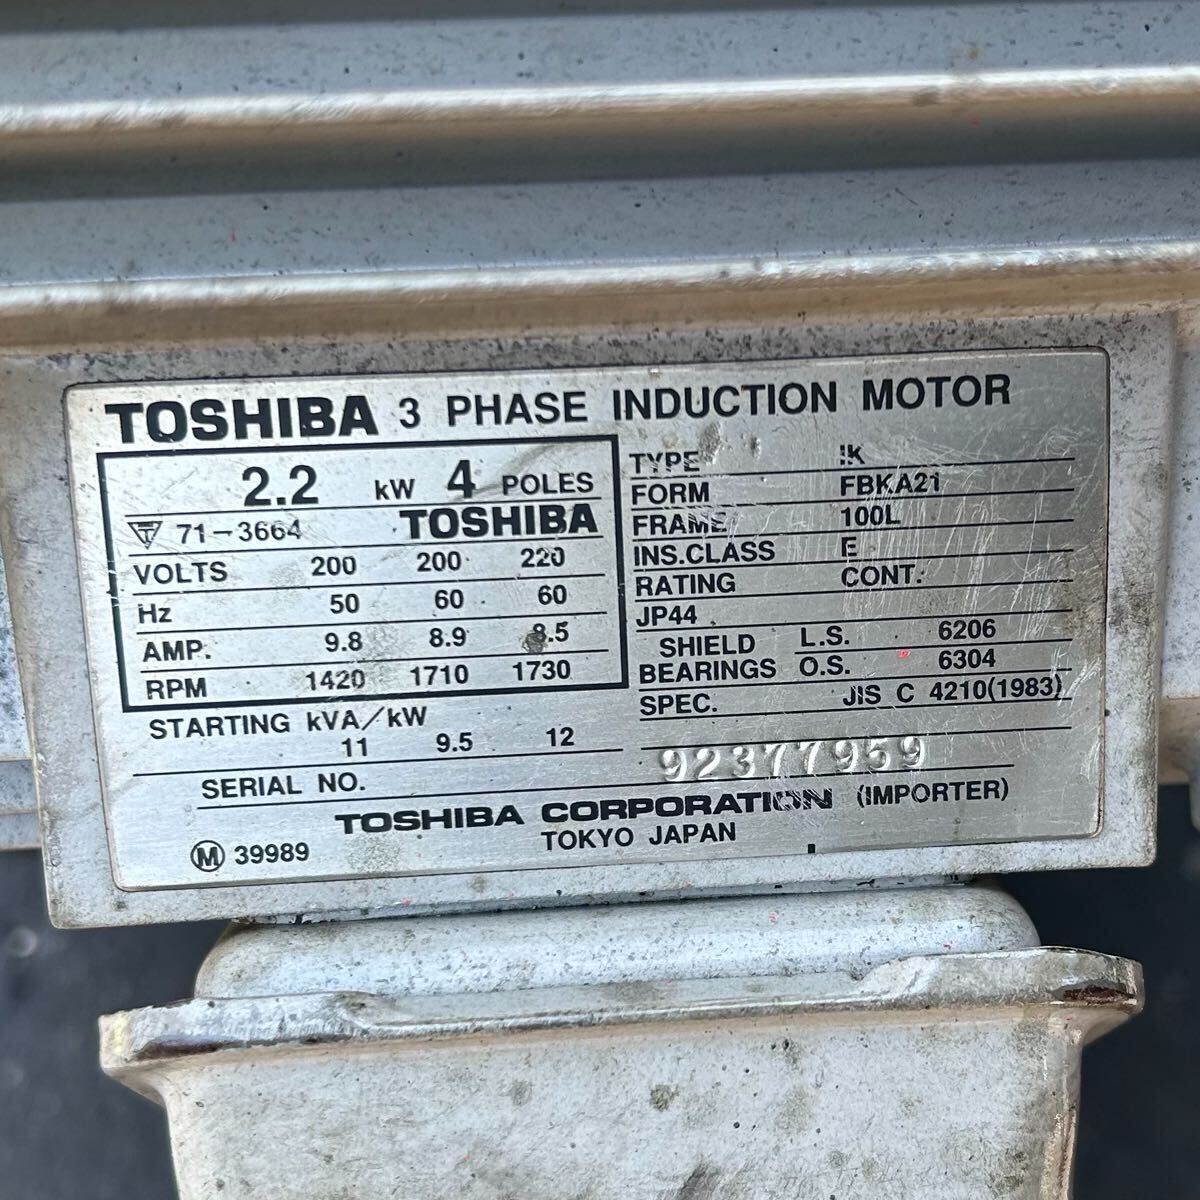 TOSHIBA 3 PHASE INDUCTION MOTOR
2.2 kW 4 POLES
71-3664 TOSHIBA
VOLTS 200 200 220
Hz 50 60 60
AMP. 9.8 8.9 8.5
RPM 1420 1710 1730
STARTING kVA/kW
11 9.5 12
TYPE IK
FORM FBKA21
FRAME 100L
INS.CLASS E
RATING CONT.
JP44
SHIELD L.S. 6206
BEARINGS O.S. 6304
SPEC. JIS C 4210(1983)
SERIAL NO. 92377959
TOSHIBA CORPORATION (IMPORTER)
TOKYO JAPAN
M 39989